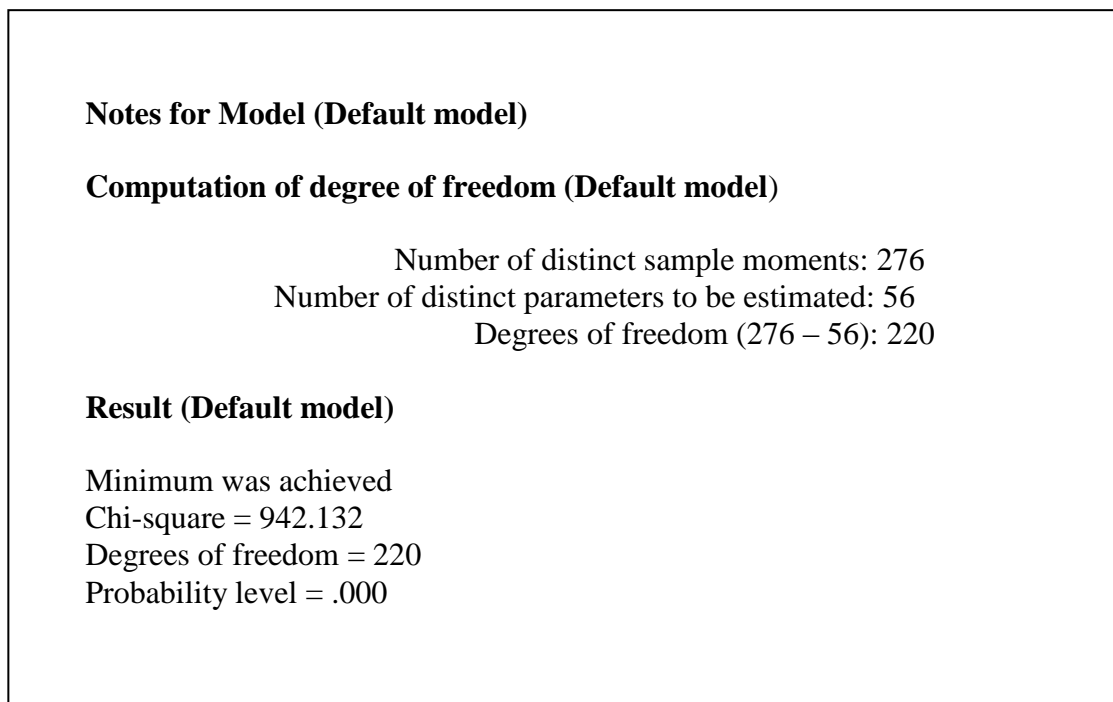 Notes for Model (Default model)
Computation of degree of freedom (Default model)
Number of distinct sample moments: 276
Number of distinct parameters to be estimated: 56
Degrees of freedom (276 – 56): 220
Result (Default model)
Minimum was achieved
Chi-square = 942.132
Degrees of freedom = 220
Probability level = .000